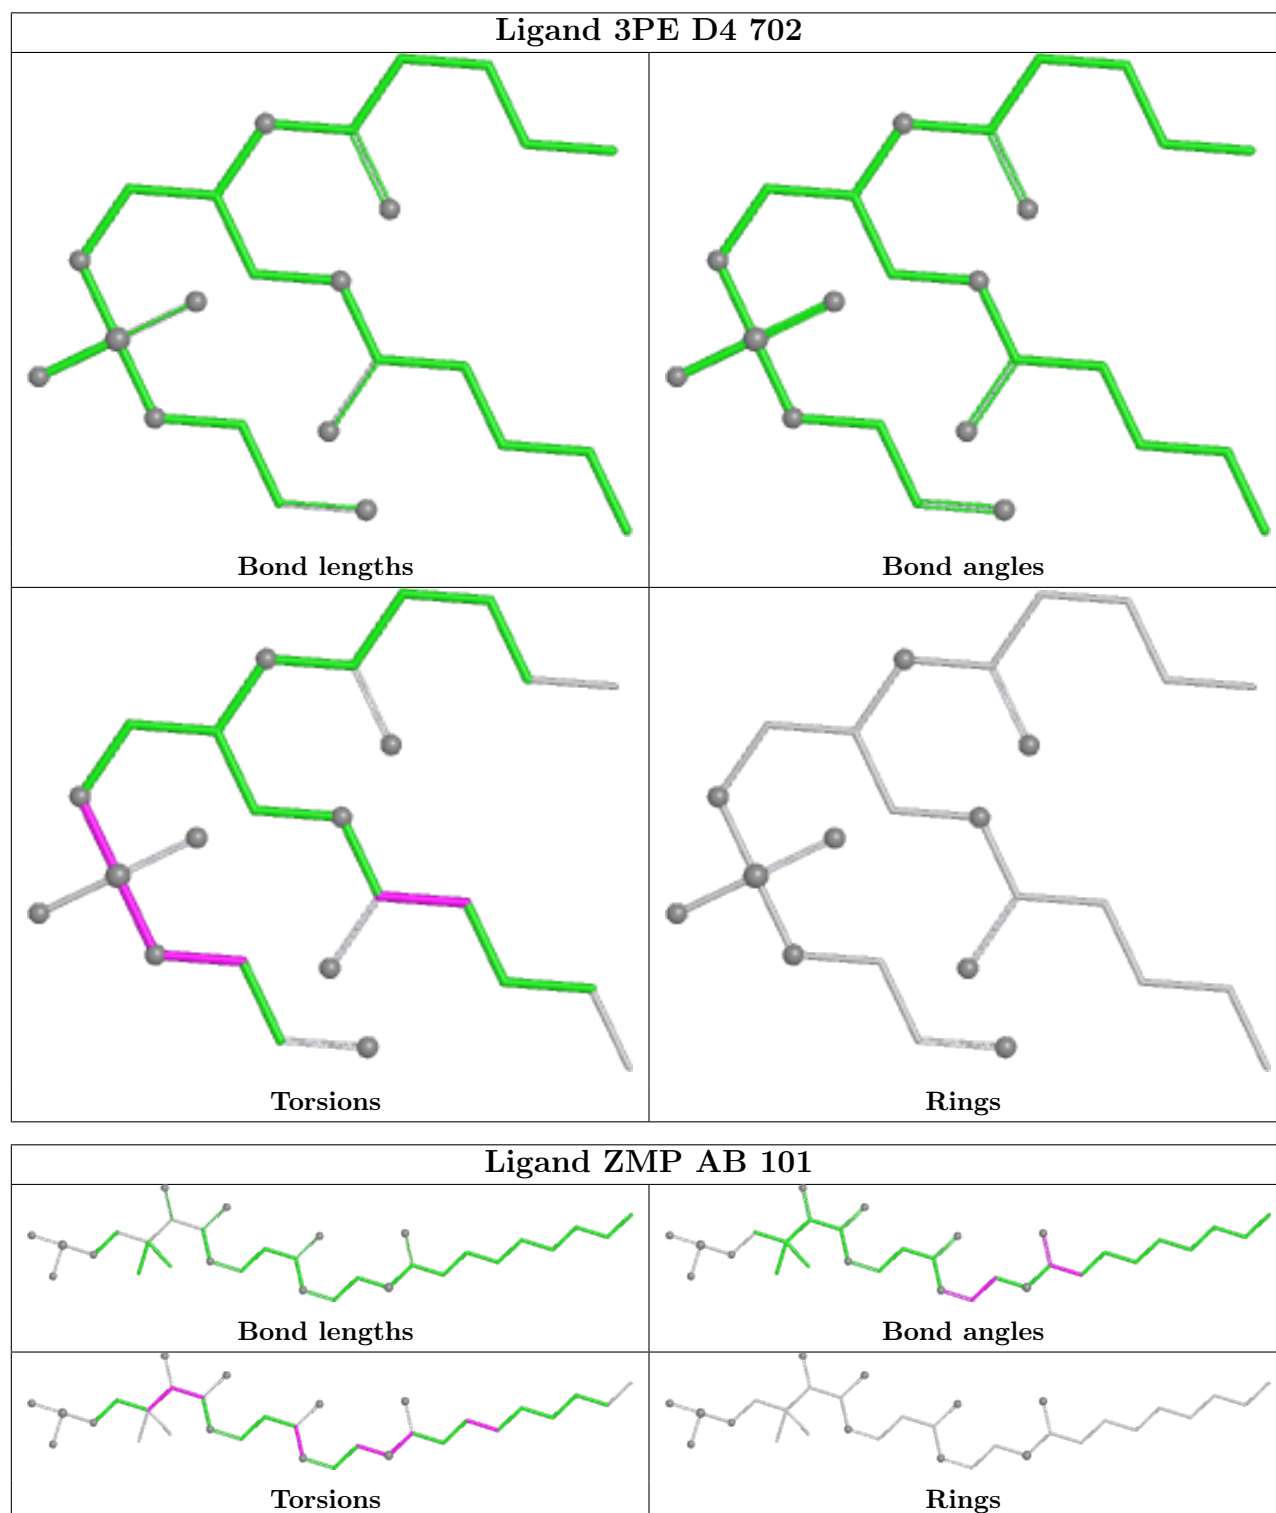 Ligand 3PE D4 702
Bond lengths
Bond angles
Torsions
Rings
Ligand ZMP AB 101
Bond lengths
Bond angles
Torsions
Rings